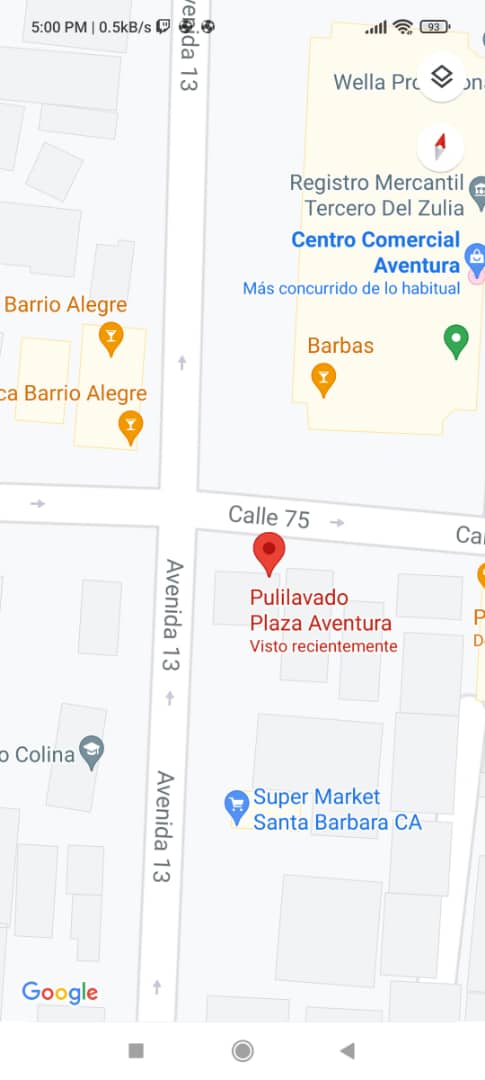 5:00 PM | 0.5kB/s
93
Avenida 13
Registro Mercantil
Tercero Del Zulia
Centro Comercial
Aventura
Más concurrido de lo habitual
Barrio Alegre
Barbas
Barrio Alegre
Calle 75
Pulilavado
Plaza Aventura
Visto recientemente
Avenida 13
Colina
Super Market
Santa Barbara CA
Avenida 13
Google